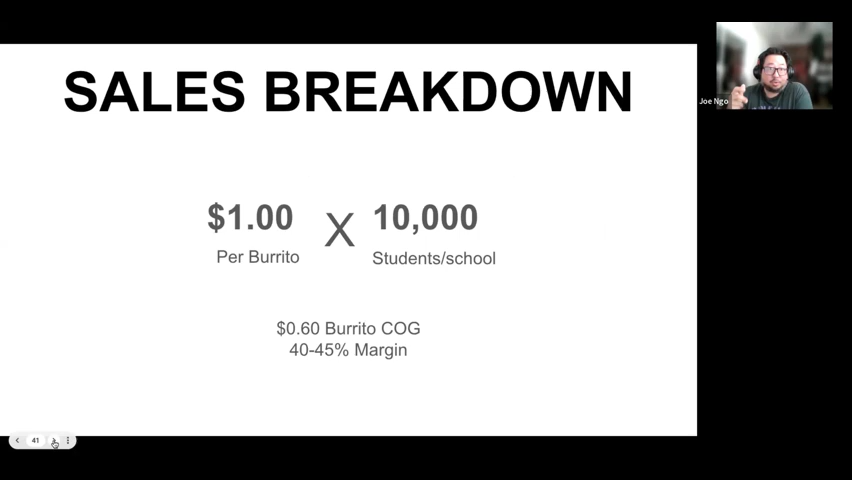 SALES BREAKDOWN
Joe Ngo
$1.00 X 10,000
Per Burrito Students/school
$0.60 Burrito COG
40-45% Margin
41